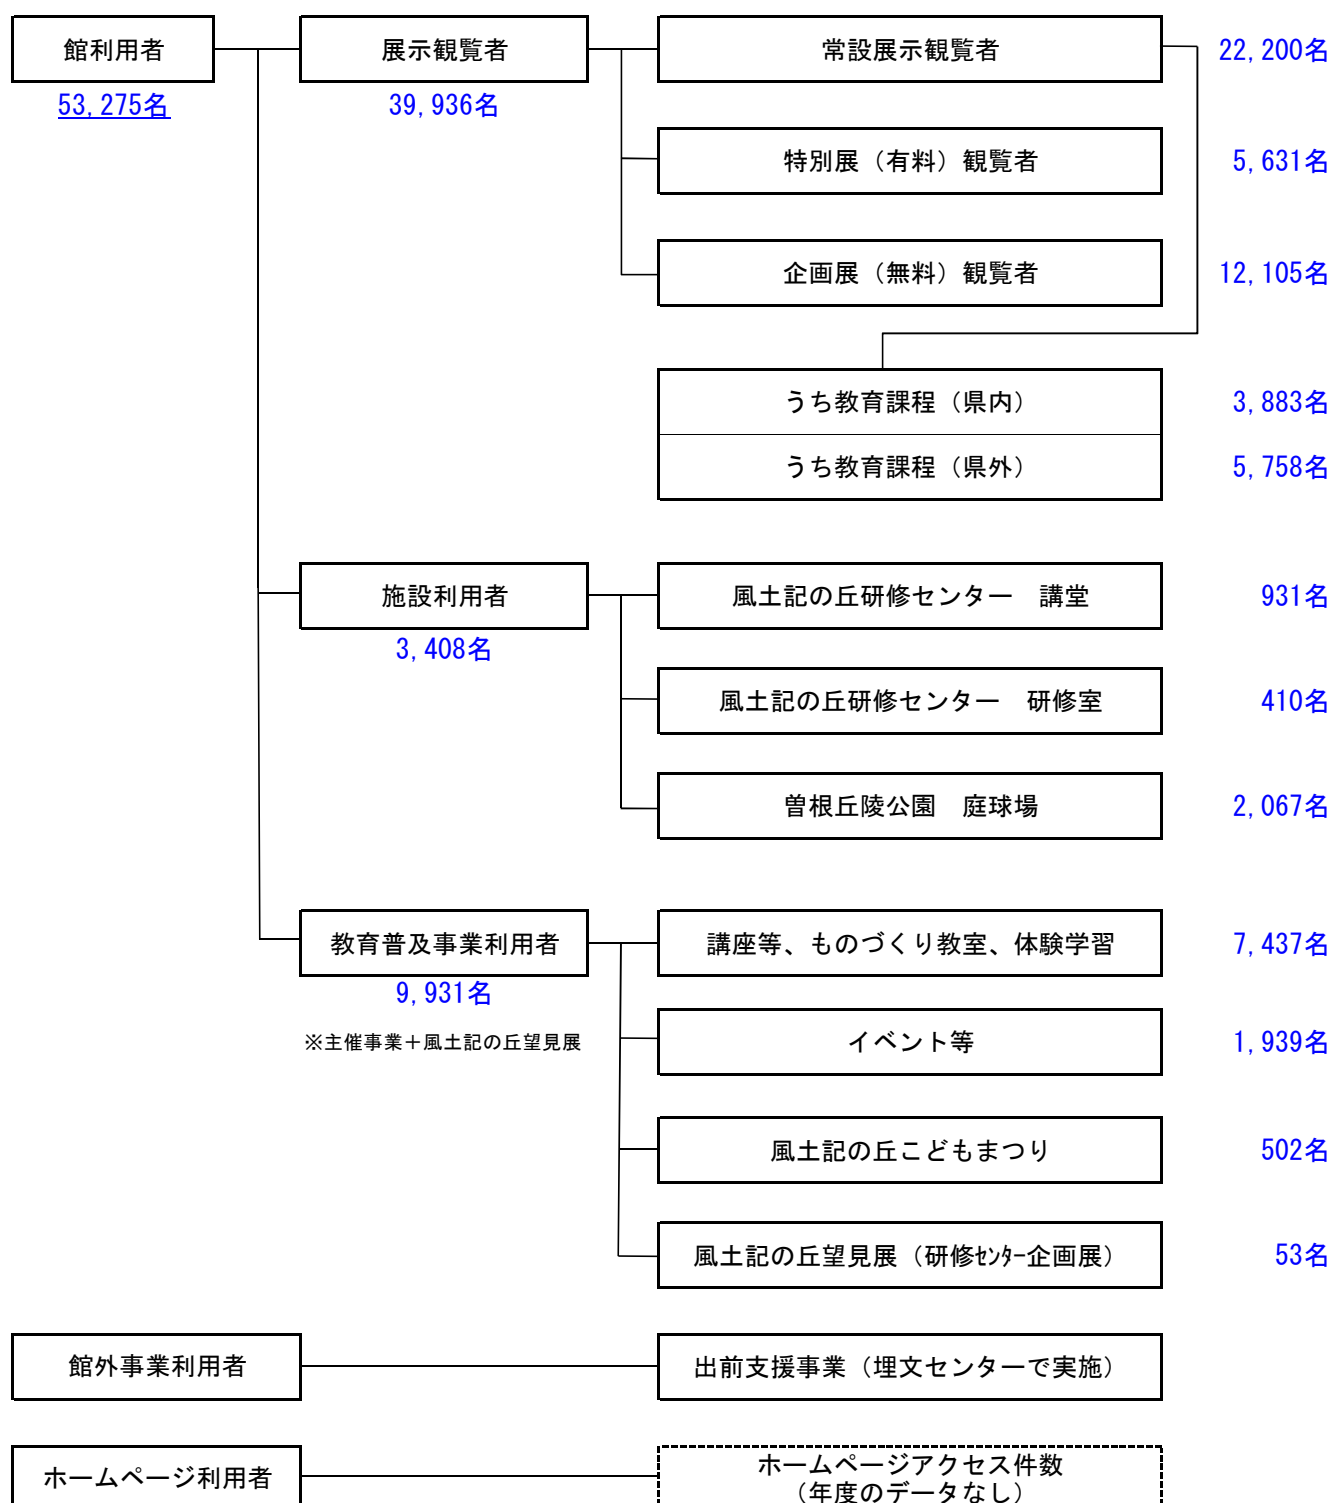 館利用者
53,275名
展示観覧者
39,936名
常設展示観覧者
22,200名
特別展（有料）観覧者
5,631名
企画展（無料）観覧者
12,105名
うち教育課程（県内）
3,883名
うち教育課程（県外）
5,758名
施設利用者
3,408名
風土記の丘研修センター　講堂
931名
風土記の丘研修センター　研修室
410名
曽根丘陵公園　庭球場
2,067名
教育普及事業利用者
9,931名
※主催事業＋風土記の丘望見展
講座等、ものづくり教室、体験学習
7,437名
イベント等
1,939名
風土記の丘こどもまつり
502名
風土記の丘望見展（研修ｾﾝﾀｰ企画展）
53名
館外事業利用者
出前支援事業（埋文センターで実施）
ホームページ利用者
ホームページアクセス件数
（年度のデータなし）